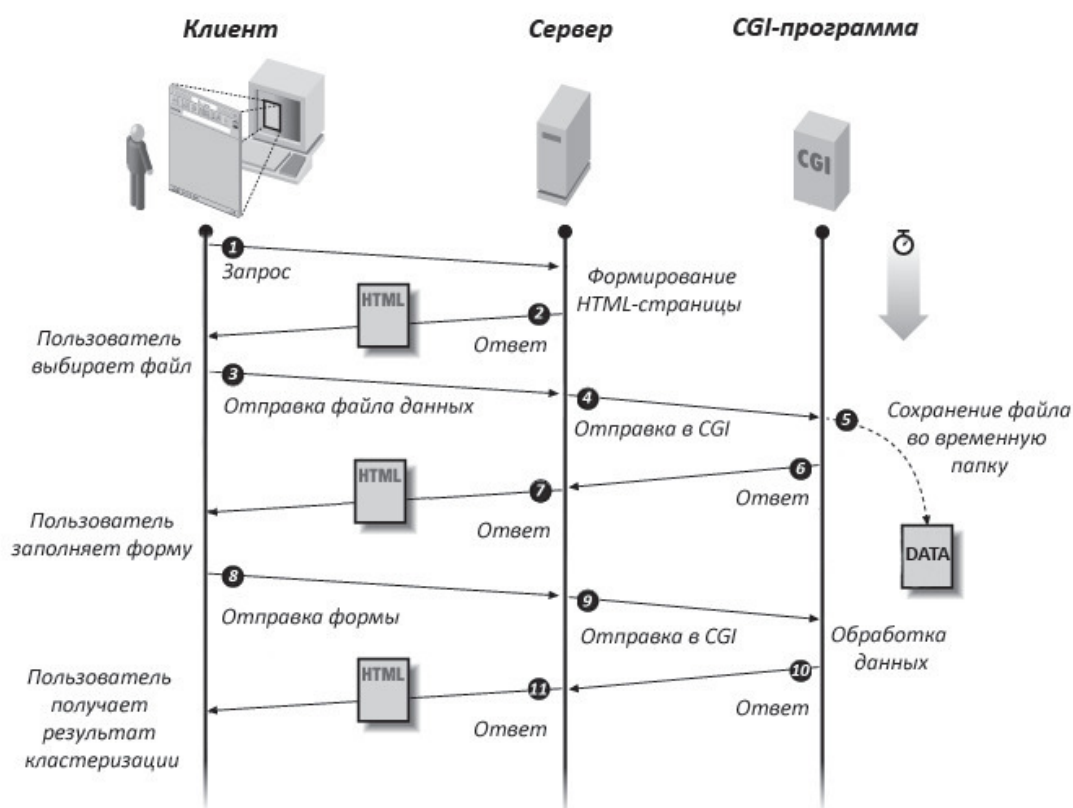 Клиент
Сервер
CGI-программа
CGI
1
Запрос
Формирование
HTML-страницы
HTML
2
Ответ
Пользователь
выбирает файл
3
Отправка файла данных
4
Отправка в CGI
5
Сохранение файла
во временную
папку
6
Ответ
HTML
7
Ответ
Пользователь
заполняет форму
DATA
8
Отправка формы
9
Отправка в CGI
Обработка
данных
10
Ответ
HTML
11
Ответ
Пользователь
получает
результат
кластеризации